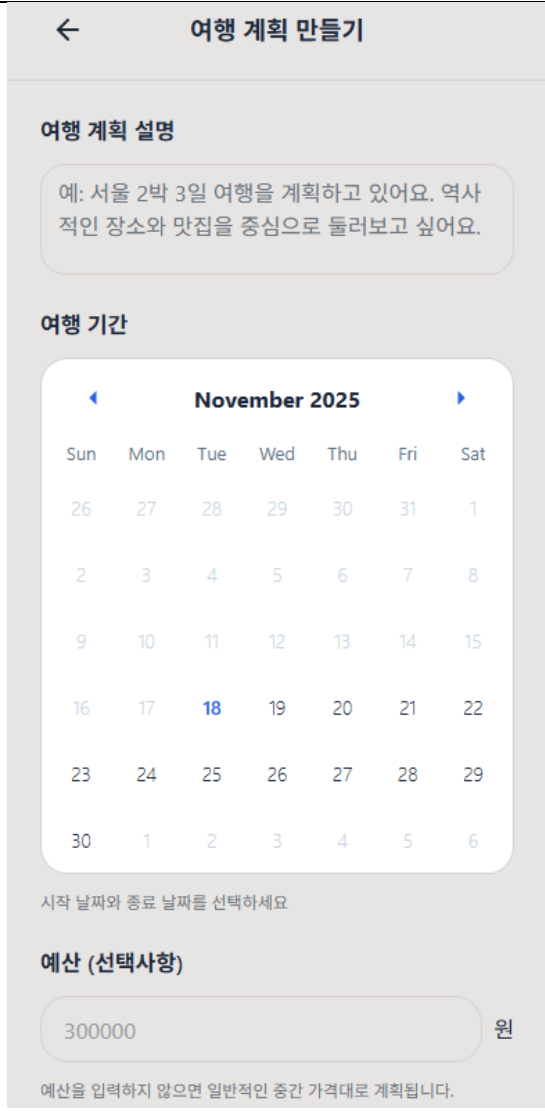 여행 계획 만들기
여행 계획 설명
예: 서울 2박 3일 여행을 계획하고 있어요. 역사
적인 장소와 맛집을 중심으로 둘러보고 싶어요.
여행 기간
November 2025
Sun Mon Tue Wed Thu Fri Sat
26 27 28 29 30 31 1
2 3 4 5 6 7 8
9 10 11 12 13 14 15
16 17 18 19 20 21 22
23 24 25 26 27 28 29
30 1 2 3 4 5 6
시작 날짜와 종료 날짜를 선택하세요
예산 (선택사항)
300000 원
예산을 입력하지 않으면 일반적인 중간 가격대로 계획됩니다.